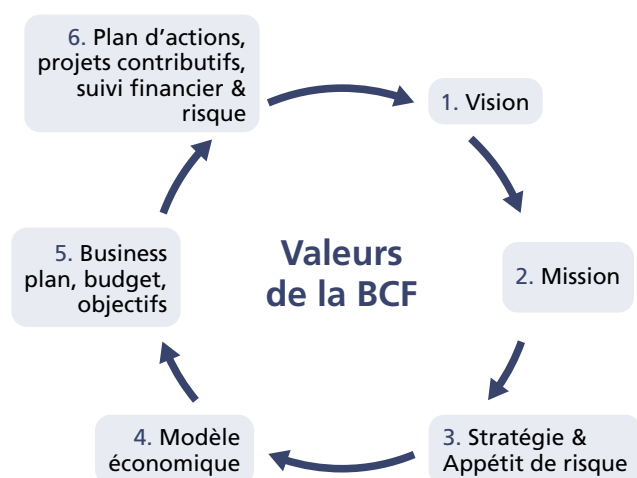 6. Plan d’actions,
projets contributifs,
suivi financier &
risque
1. Vision
Valeurs
de la BCF
5. Business
plan, budget,
objectifs
2. Mission
4. Modèle
économique
3. Stratégie &
Appétit de risque